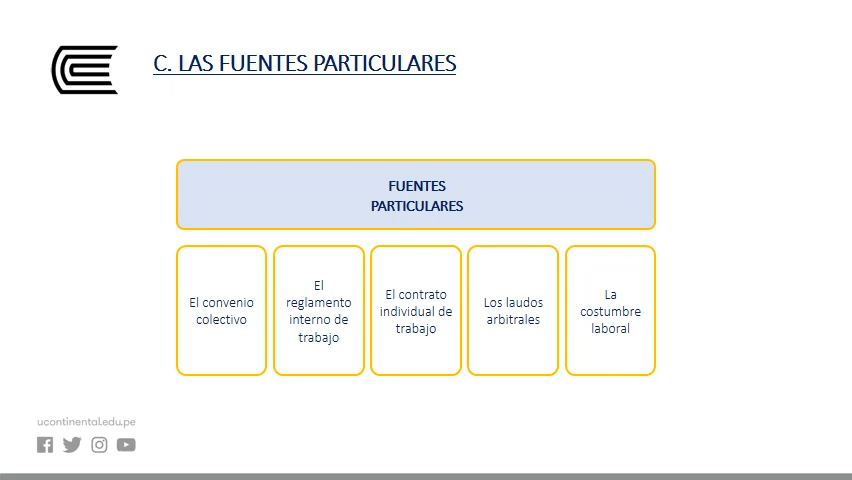 C. LAS FUENTES PARTICULARES
FUENTES
PARTICULARES
El convenio
colectivo
El
reglamento
interno de
trabajo
El contrato
individual de
trabajo
Los laudos
arbitrales
La
costumbre
laboral
ucontinental.edu.pe